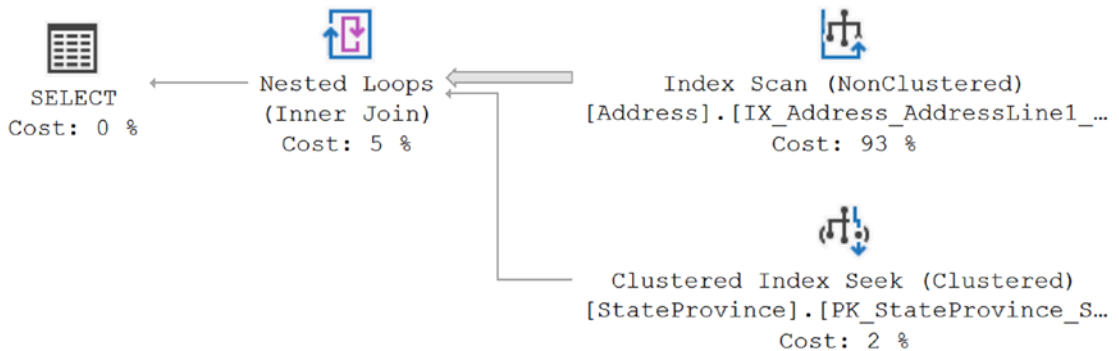 SELECT
Cost: 0 %
Nested Loops
(Inner Join)
Cost: 5 %
Index Scan (NonClustered)
[Address].[IX_Address_AddressLine1_…
Cost: 93 %
Clustered Index Seek (Clustered)
[StateProvince].[PK_StateProvince_S…
Cost: 2 %